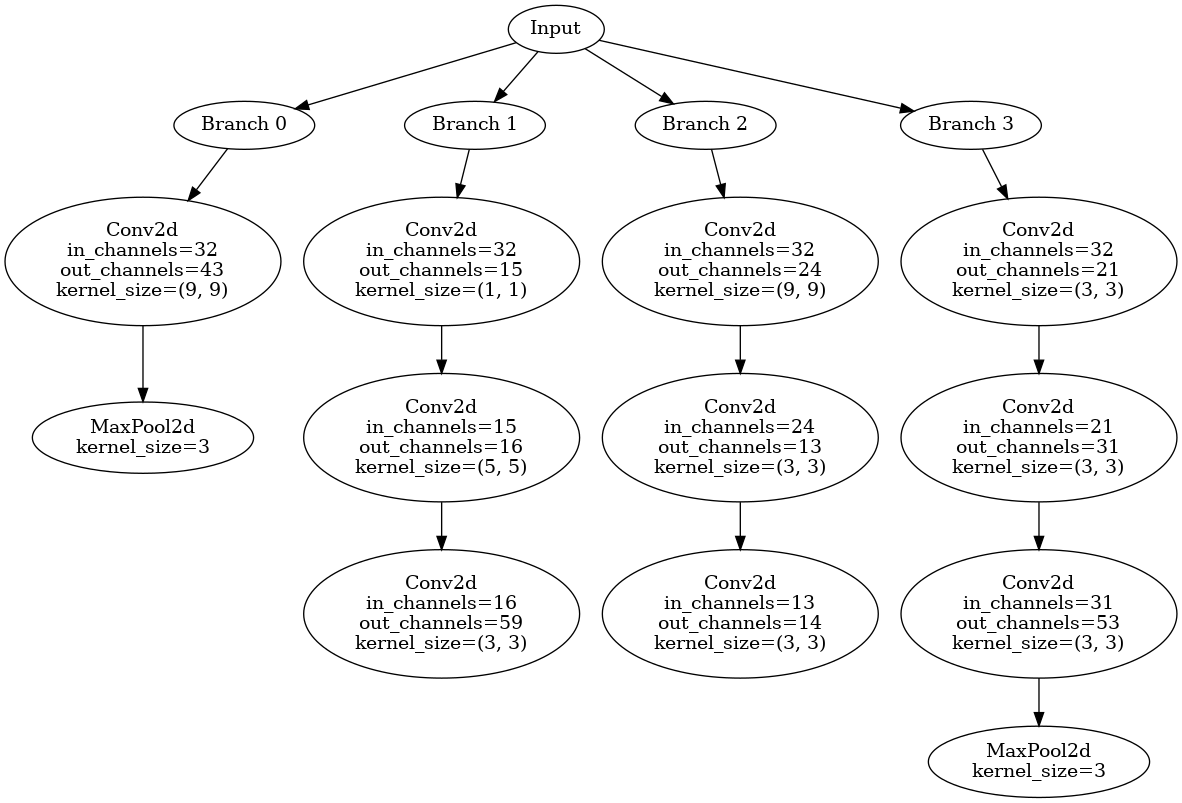 Input
Branch 0
Branch 1
Branch 2
Branch 3
Conv2d
in_channels=32
out_channels=43
kernel_size=(9, 9)
Conv2d
in_channels=32
out_channels=15
kernel_size=(1, 1)
Conv2d
in_channels=32
out_channels=24
kernel_size=(9, 9)
Conv2d
in_channels=32
out_channels=21
kernel_size=(3, 3)
MaxPool2d
kernel_size=3
Conv2d
in_channels=15
out_channels=16
kernel_size=(5, 5)
Conv2d
in_channels=24
out_channels=13
kernel_size=(3, 3)
Conv2d
in_channels=21
out_channels=31
kernel_size=(3, 3)
Conv2d
in_channels=16
out_channels=59
kernel_size=(3, 3)
Conv2d
in_channels=13
out_channels=14
kernel_size=(3, 3)
Conv2d
in_channels=31
out_channels=53
kernel_size=(3, 3)
MaxPool2d
kernel_size=3